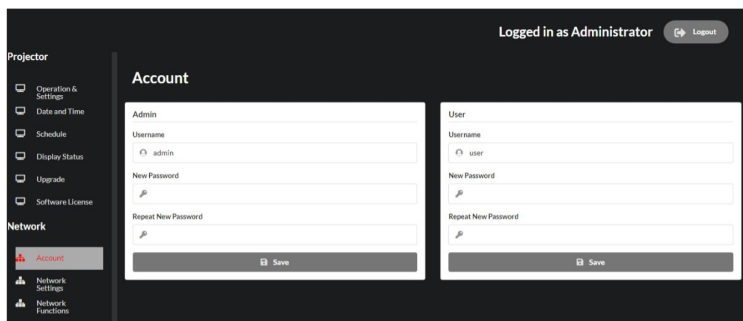 Logged in as Administrator
Logout
Projector
Operation &
Settings
Date and Time
Schedule
Display Status
Upgrade
Software License
Network
Account
Network
Settings
Network
Functions
Account
Admin
Username
admin
New Password
Repeat New Password
Save
User
Username
user
New Password
Repeat New Password
Save